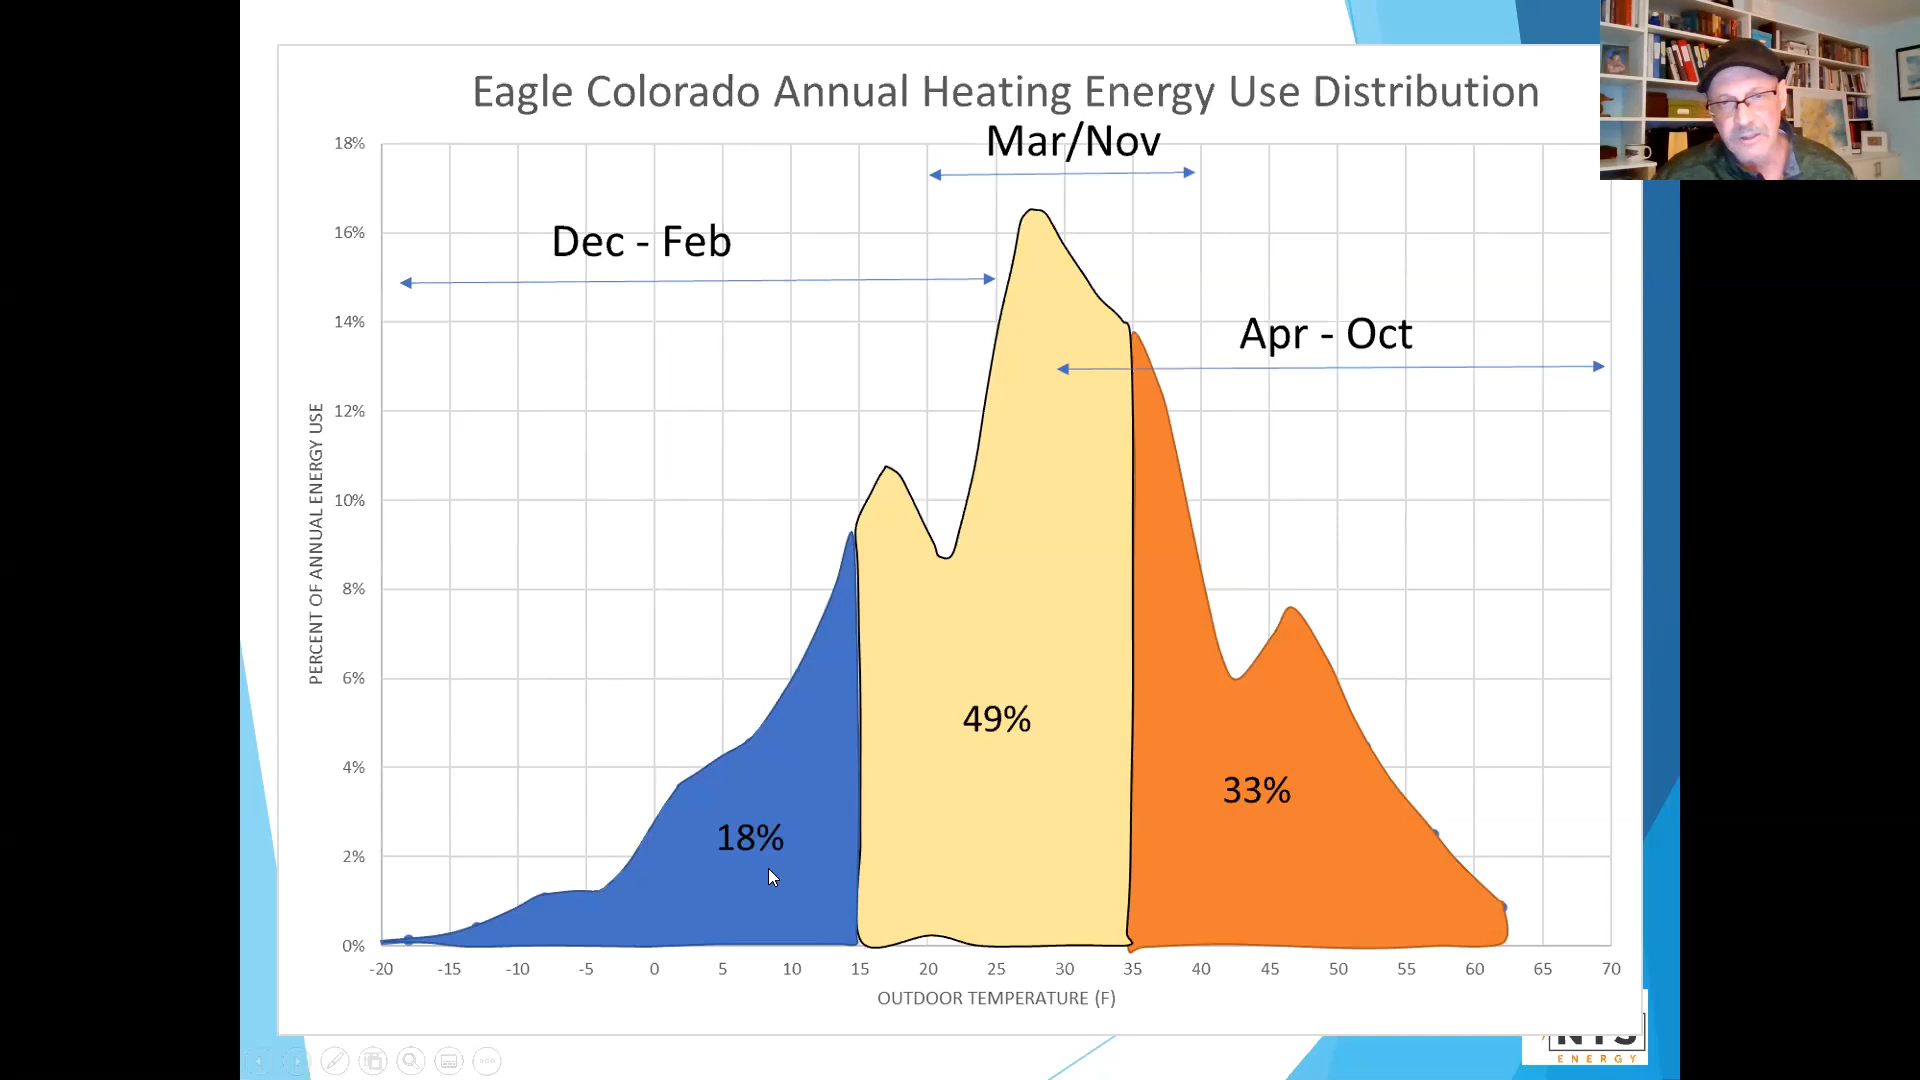 Eagle Colorado Annual Heating Energy Use Distribution
Mar/Nov
Dec - Feb
Apr - Oct
18%
16%
14%
12%
10%
8%
6%
4%
2%
0%
PERCENT OF ANNUAL ENERGY USE
49%
33%
18%
-20 -15 -10 -5 0 5 10 15 20 25 30 35 40 45 50 55 60 65 70
OUTDOOR TEMPERATURE (F)
ENERGY